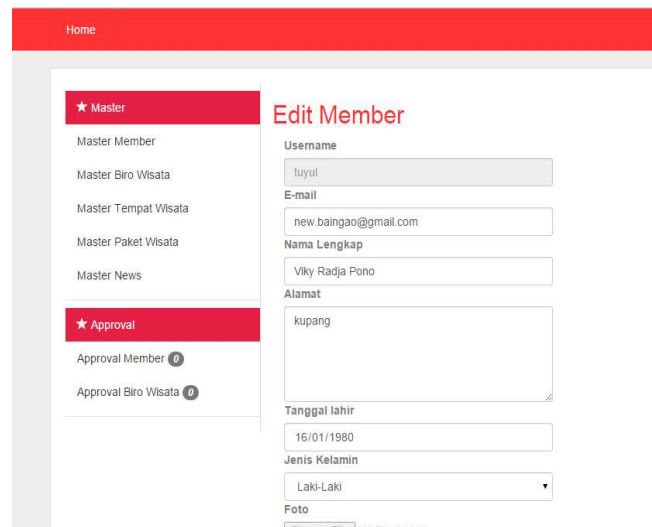 Home
★ Master
Master Member
Master Biro Wisata
Master Tempat Wisata
Master Paket Wisata
Master News
★ Approval
Approval Member 0
Approval Biro Wisata 0
Edit Member
Username
tuyul
E-mail
new.baingao@gmail.com
Nama Lengkap
Viky Radja Pono
Alamat
kupang
Tanggal lahir
16/01/1980
Jenis Kelamin
Laki-Laki
Foto